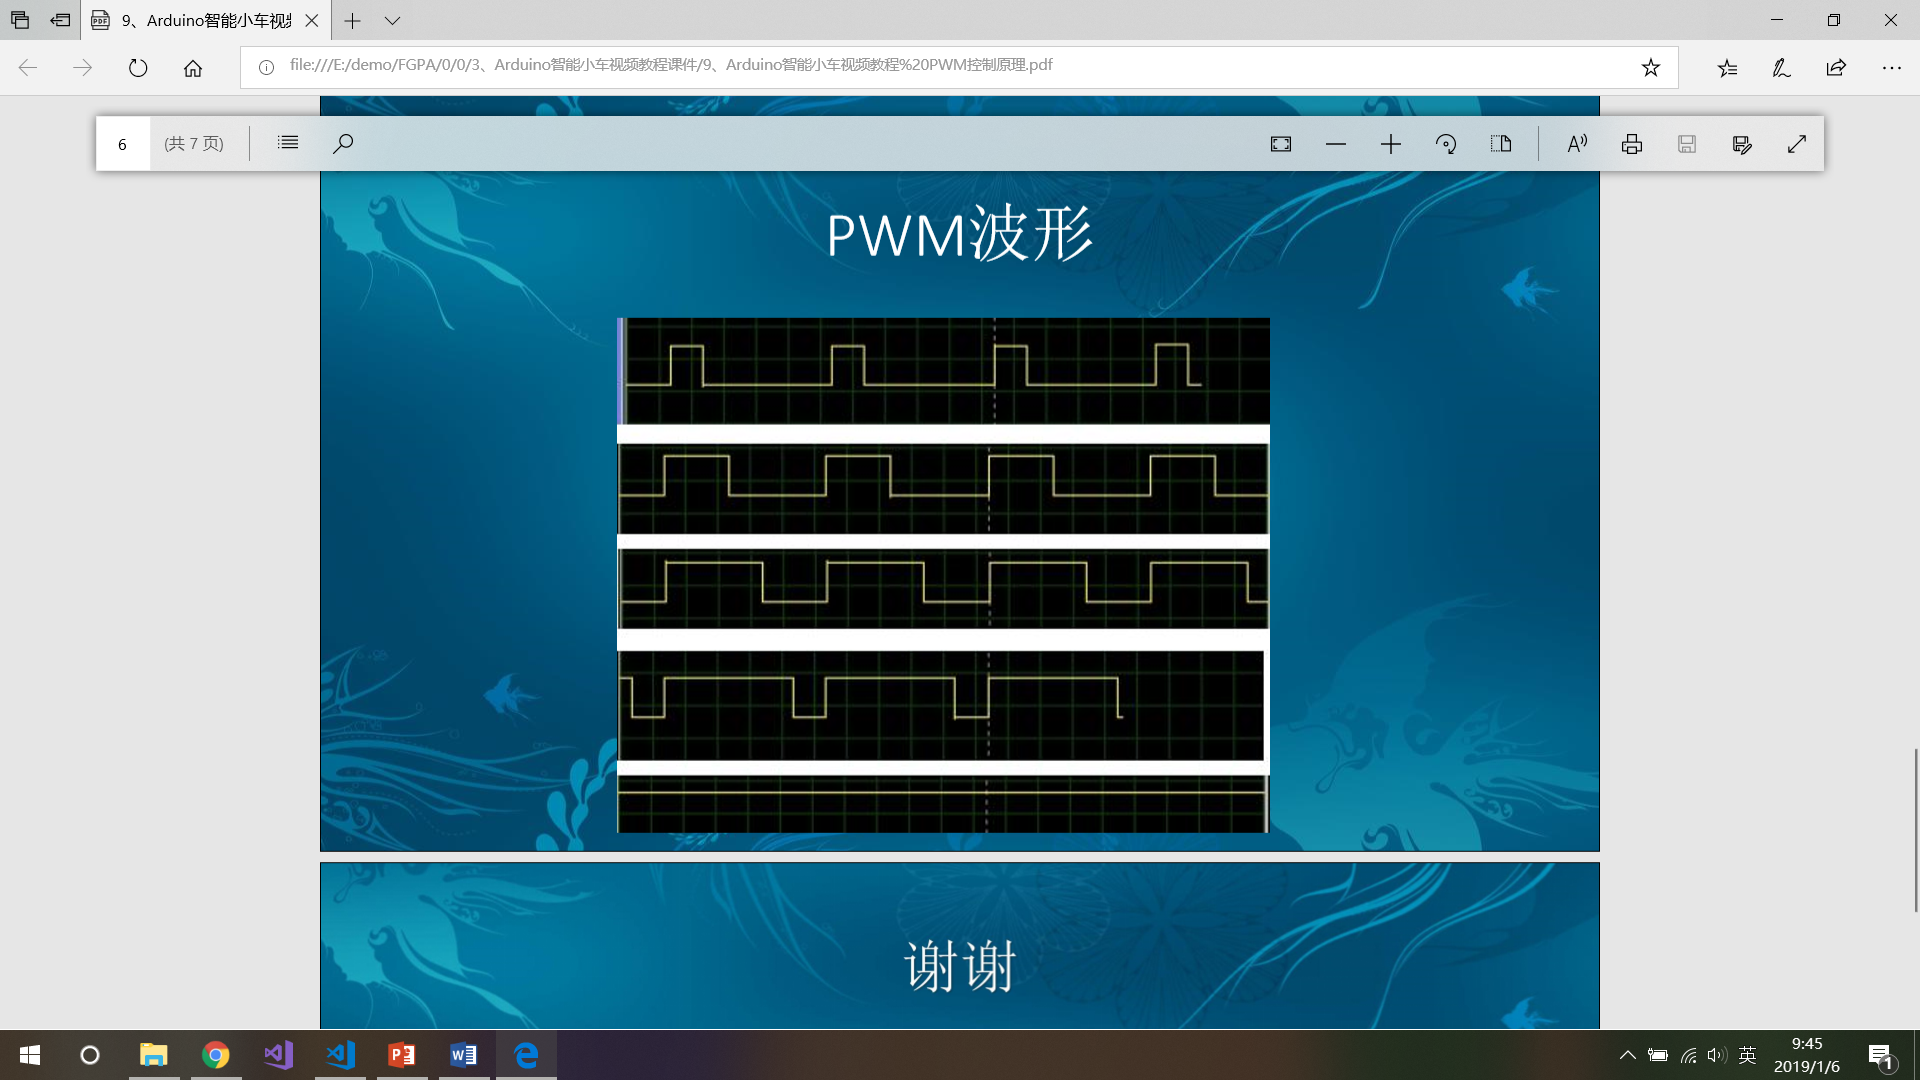 9、Arduino智能小车视频
file:///E:/demo/FGPA/0/0/3、Arduino智能小车视频教程课件/9、Arduino智能小车视频教程%20PWM控制原理.pdf
6 (共 7 页)
PWM波形
谢谢
英
9:45
2019/1/6
1